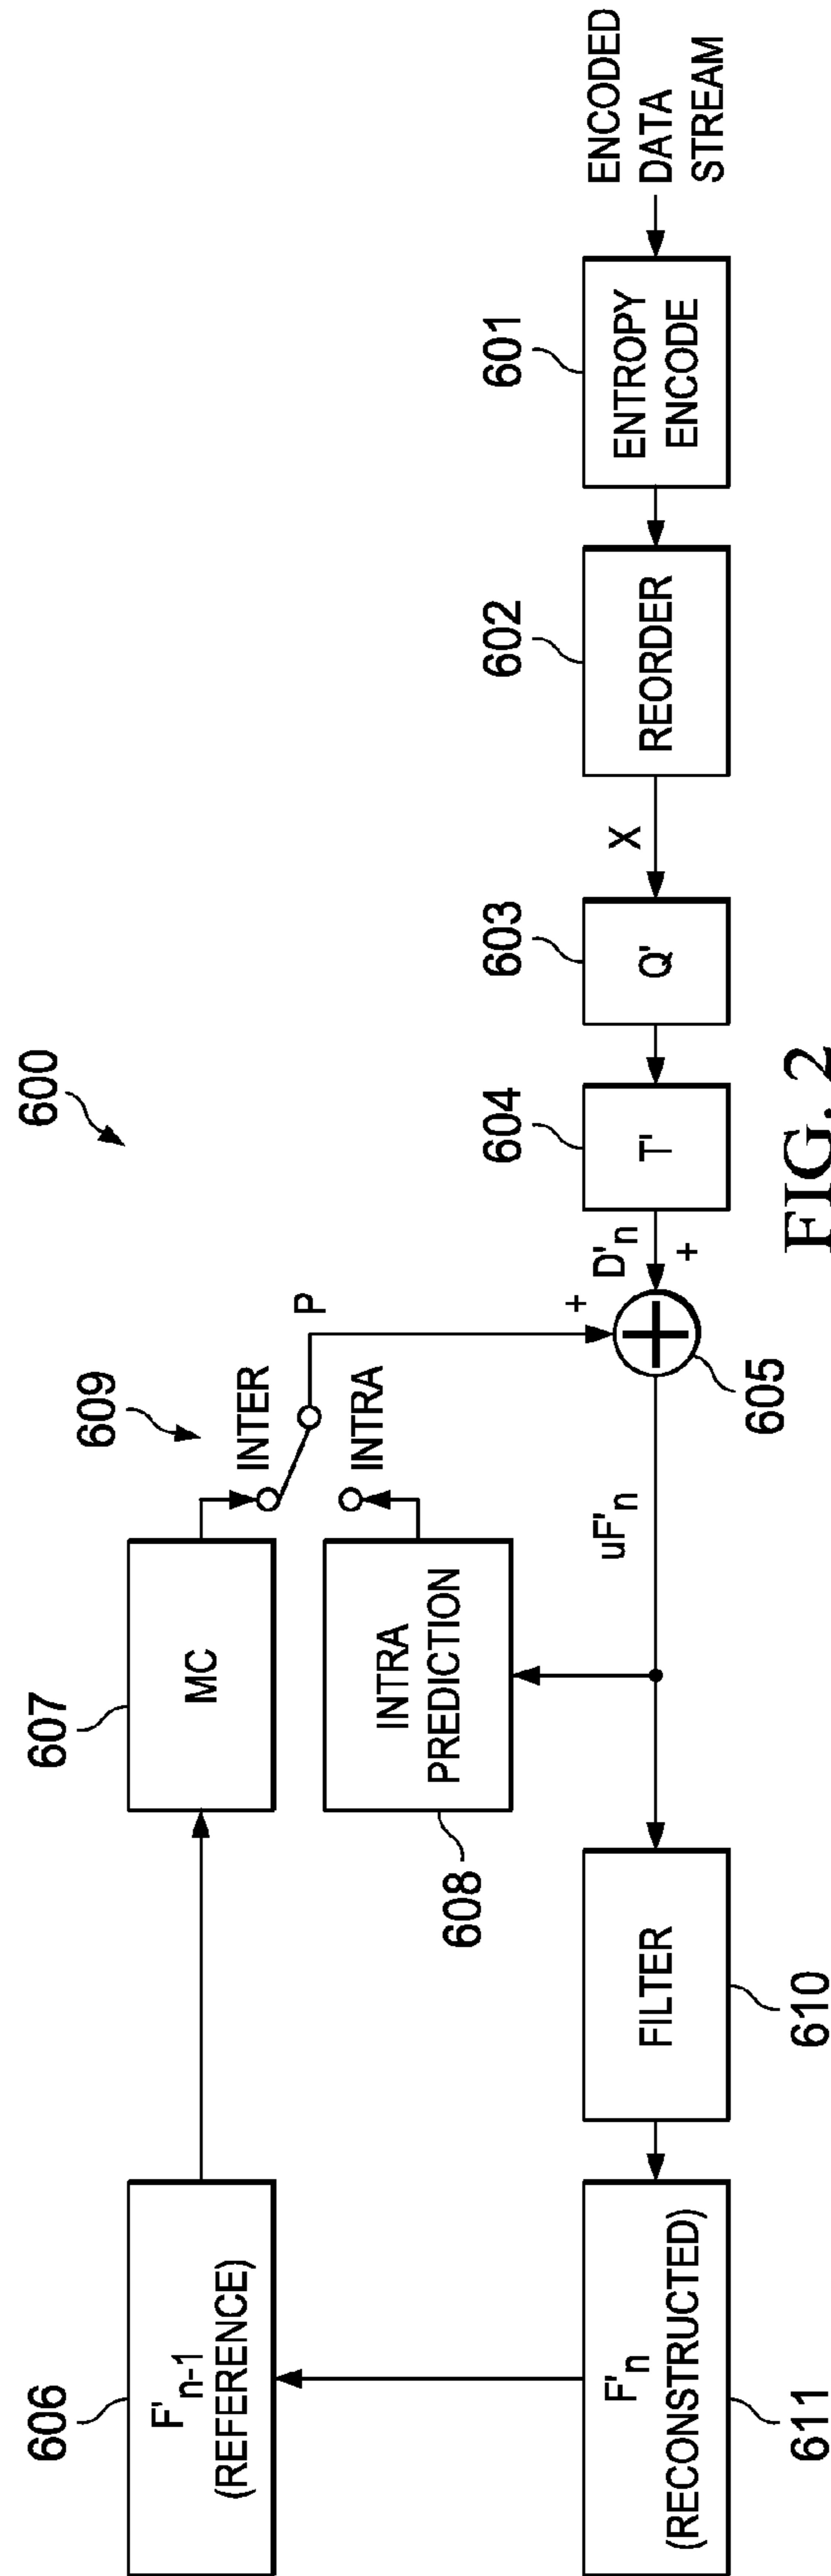 600
606
F'n-1
(REFERENCE)
607
MC
609
INTER
P
INTRA
608
INTRA
PREDICTION
F'n
(RECONSTRUCTED)
611
FILTER
610
uF'n
+
+
605
D'n
604
T'
603
Q'
X
602
REORDER
601
ENTROPY
ENCODE
ENCODED
DATA
STREAM
FIG. 2